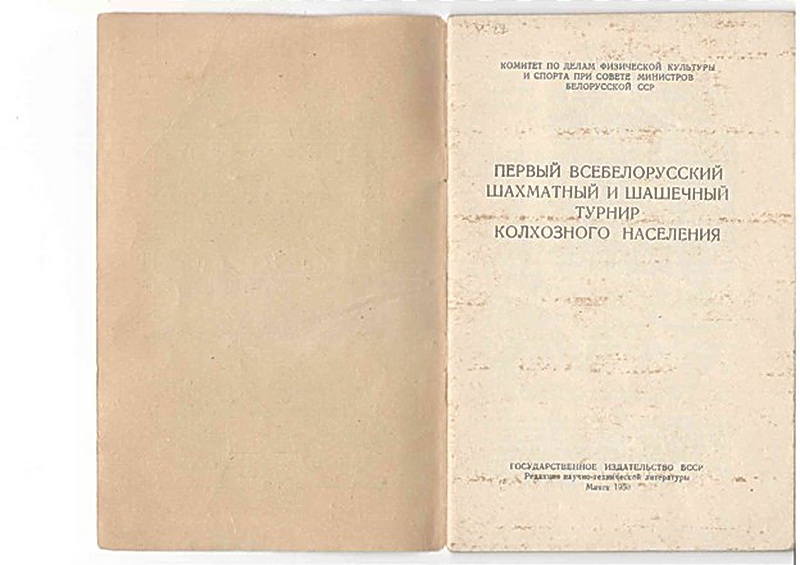 КОМИТЕТ ПО ДЕЛАМ ФИЗИЧЕСКОЙ КУЛЬТУРЫ
И СПОРТА ПРИ СОВЕТЕ МИНИСТРОВ
БЕЛОРУССКОЙ ССР
ПЕРВЫЙ ВСЕБЕЛОРУССКИЙ
ШАХМАТНЫЙ И ШАШЕЧНЫЙ
ТУРНИР
КОЛХОЗНОГО НАСЕЛЕНИЯ
ГОСУДАРСТВЕННОЕ ИЗДАТЕЛЬСТВО БССР
Редакция научно-технической литературы
Минск 1950